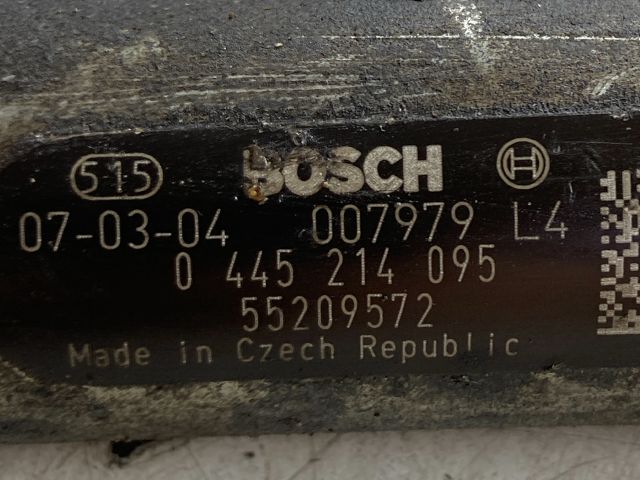 515 BOSCH
07-03-04 007979 L4
0 445 214 095
55209572
Made in Czech Republic